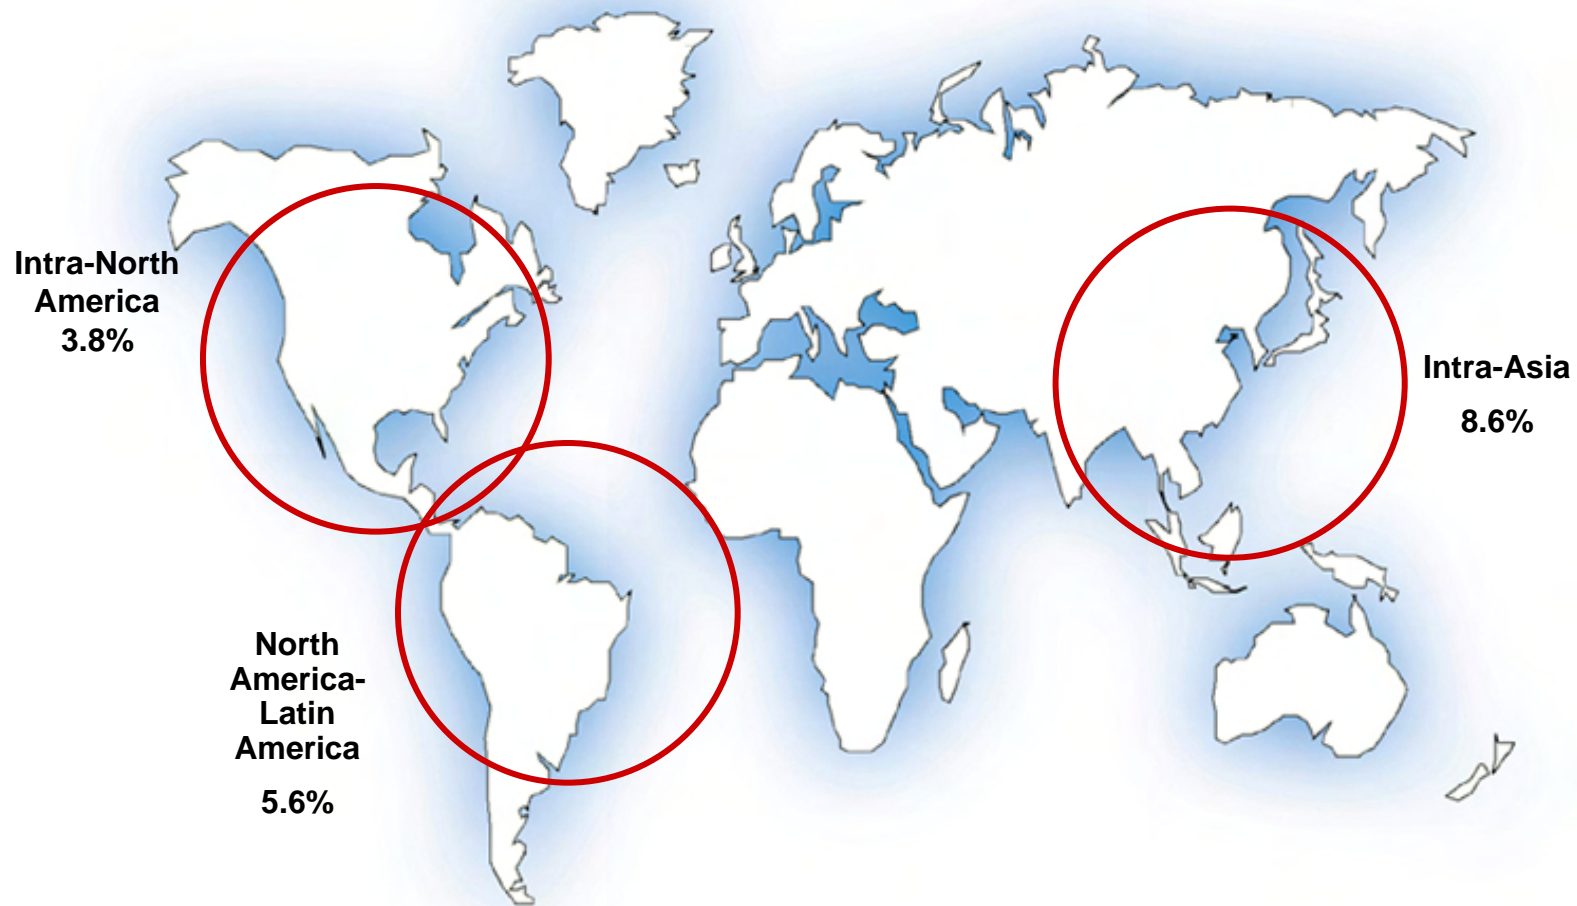 Intra-North
America
3.8%
Intra-Asia
8.6%
North
America-
Latin
America
5.6%